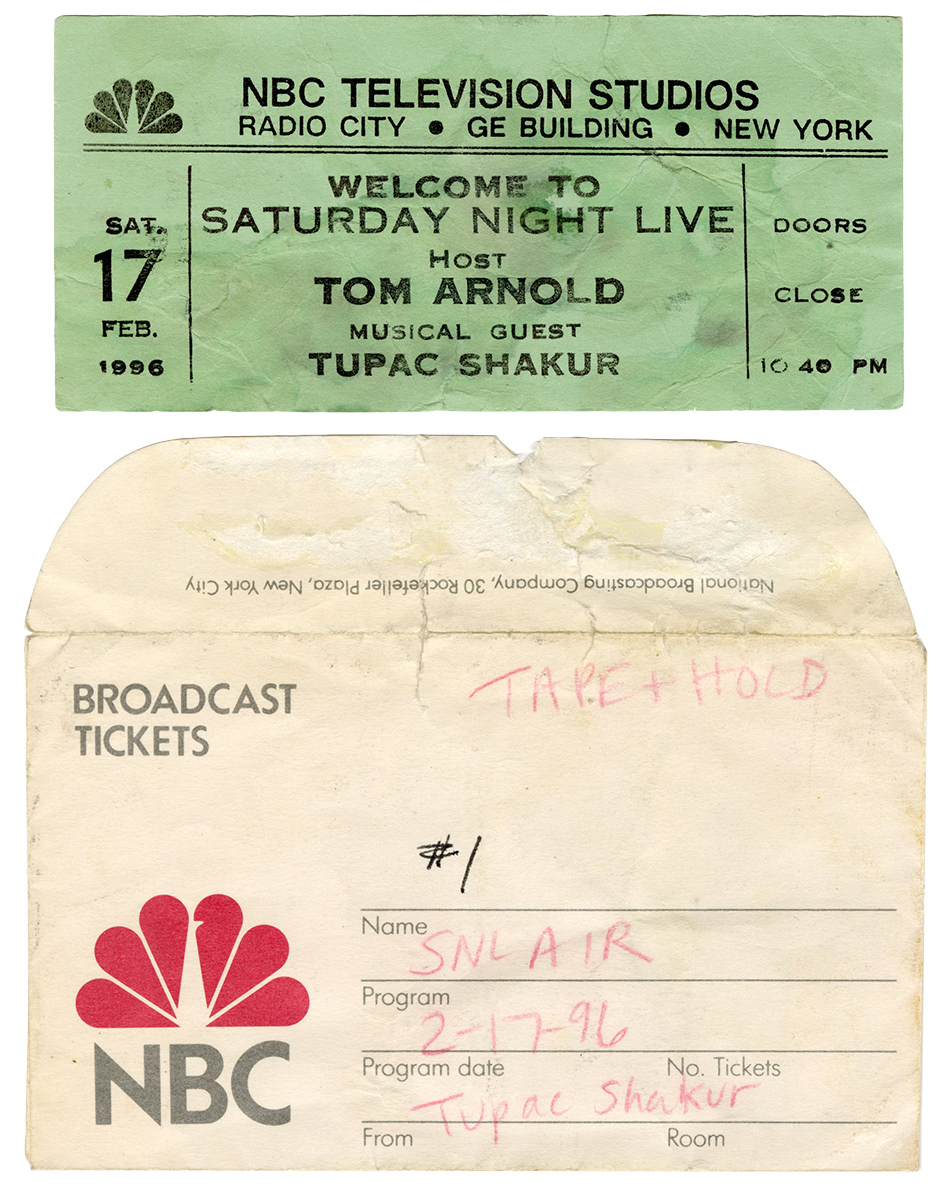 NBC TELEVISION STUDIOS
RADIO CITY ● GE BUILDING ● NEW YORK
SAT.
17
FEB.
1996
WELCOME TO
SATURDAY NIGHT LIVE
HOST
TOM ARNOLD
MUSICAL GUEST
TUPAC SHAKUR
DOORS
CLOSE
10 40 PM
National Broadcasting Company, 30 Rockefeller Plaza, New York City
BROADCAST
TICKETS
TAPE + HOLD
#1
Name
SNL AIR
Program
2-17-96
Program date No. Tickets
Tupac Shakur
From Room
NBC